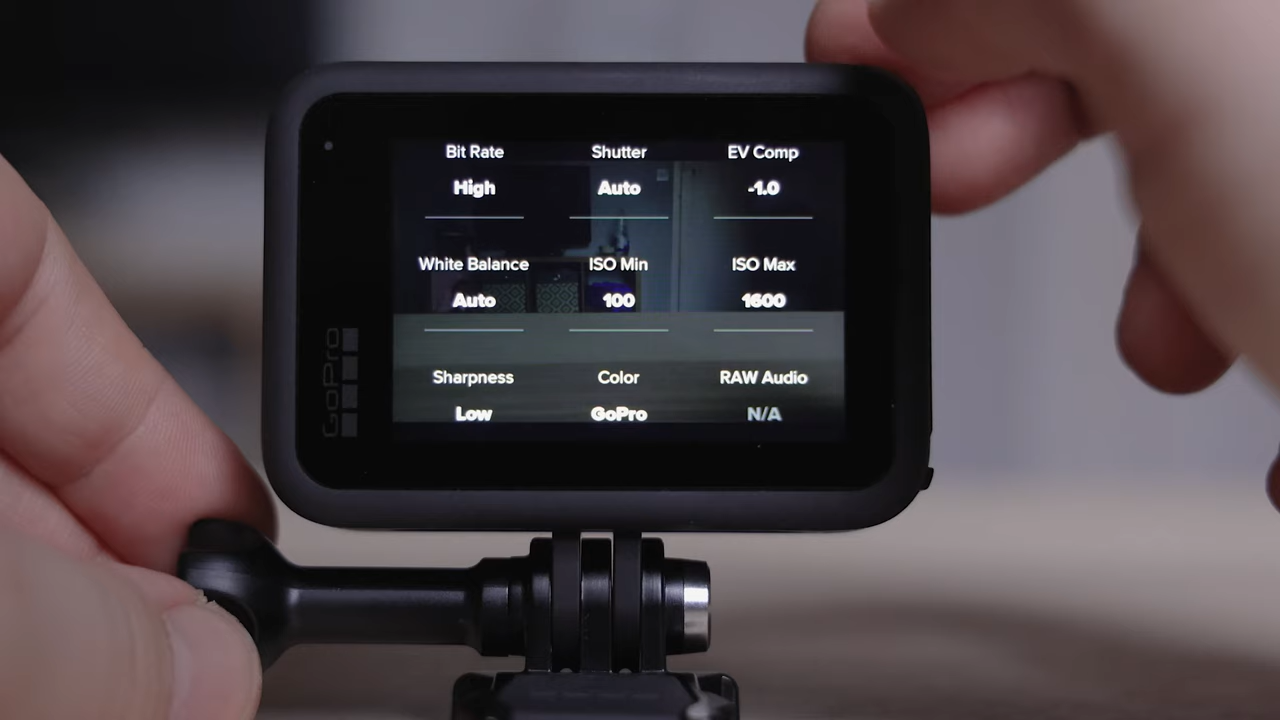 Bit Rate Shutter EV Comp
High Auto -1.0
White Balance ISO Min ISO Max
Auto 100 1600
Sharpness Color RAW Audio
Low GoPro N/A
GoPro